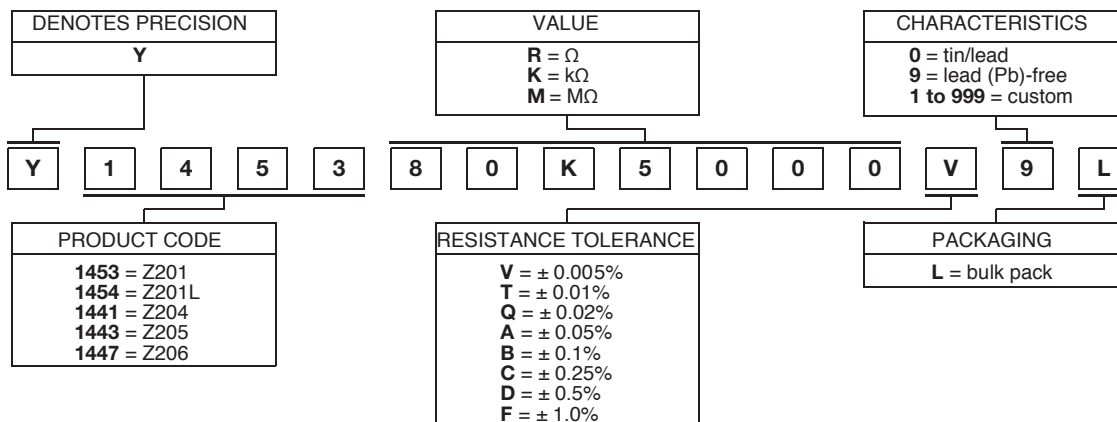 DENOTES PRECISION
Y
VALUE
R = Ω
K = kΩ
M = MΩ
CHARACTERISTICS
0 = tin/lead
9 = lead (Pb)-free
1 to 999 = custom
Y 1 4 5 3 8 0 K 5 0 0 0 V 9 L
PRODUCT CODE
1453 = Z201
1454 = Z201L
1441 = Z204
1443 = Z205
1447 = Z206
RESISTANCE TOLERANCE
V = ± 0.005%
T = ± 0.01%
Q = ± 0.02%
A = ± 0.05%
B = ± 0.1%
C = ± 0.25%
D = ± 0.5%
F = ± 1.0%
PACKAGING
L = bulk pack